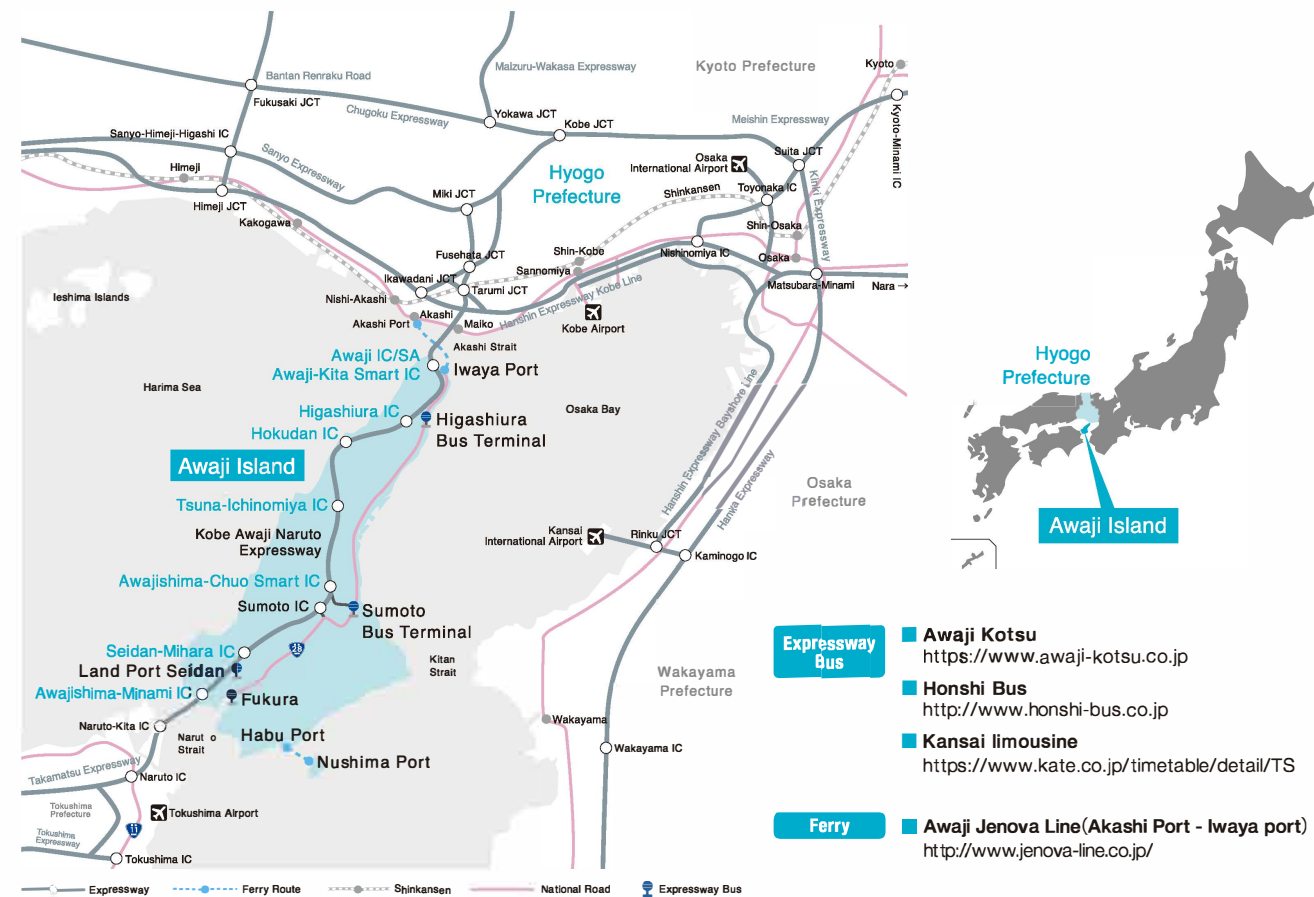 Bantan Renraku Road
Maizuru-Wakasa Expressway
Kyoto Prefecture
Kyoto
Fukusaki JCT
Chugoku Expressway
Yokawa JCT
Kobe JCT
Meishin Expressway
Kyoto-Minami IC
Sanyo-Himeji-Higashi IC
Himeji
Sanyo Expressway
Suita JCT
Osaka
International Airport
Hyogo
Prefecture
Shinkansen
Toyonaka IC
Kinki Expressway
Himeji JCT
Miki JCT
Kakogawa
Shin-Osaka
Fusehata JCT
Shin-Kobe
Nishinomiya IC
Osaka
Ikawadani JCT
Sannomiya
Matsubara-Minami
Nara →
Ieshima Islands
Nishi-Akashi
Tarumi JCT
Hanshin Expressway Kobe Line
Akashi
Akashi Port
Maiko
Kobe Airport
Akashi Strait
Awaji IC/SA
Awaji-Kita Smart IC
Iwaya Port
Harima Sea
Higashiura IC
Osaka Bay
Higashiura
Bus Terminal
Hokudan IC
Hanshin Expressway Bayshore Line
Hanwa Expressway
Awaji Island
Osaka
Prefecture
Tsuna-Ichinomiya IC
Kobe Awaji Naruto
Expressway
Kansai
International Airport
Rinku JCT
Kaminogo IC
Awajishima-Chuo Smart IC
Sumoto IC
Sumoto
Bus Terminal
28
Seidan-Mihara IC
Kitan
Strait
Land Port Seidan
Wakayama
Prefecture
Awajishima-Minami IC
Fukura
Naruto-Kita IC
Wakayama
Narut o
Strait
Habu Port
Wakayama IC
Nushima Port
Takamatsu Expressway
Naruto IC
Tokushima
Prefecture
Tokushima Airport
11
Tokushima
Expressway
Tokushima IC
Expressway
Ferry Route
Shinkansen
National Road
Expressway Bus
Hyogo
Prefecture
Awaji Island
Expressway
Bus
Awaji Kotsu
https://www.awaji-kotsu.co.jp
Honshi Bus
http://www.honshi-bus.co.jp
Kansai limousine
https://www.kate.co.jp/timetable/detail/TS
Ferry
Awaji Jenova Line(Akashi Port - Iwaya port)
http://www.jenova-line.co.jp/